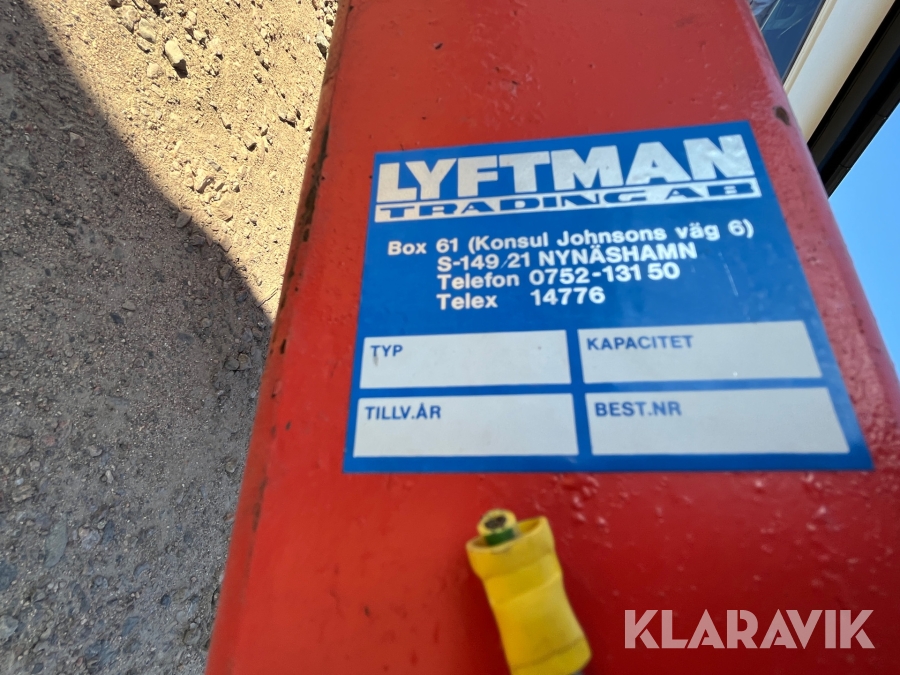 LYFTMAN
TRADING AB
Box 61 (Konsul Johnsons väg 6)
S-149 21 NYNÄSHAMN
Telefon 0752-131 50
Telex 14776
TYP
KAPACITET
TILLV.ÅR
BEST.NR
KLARAVIK